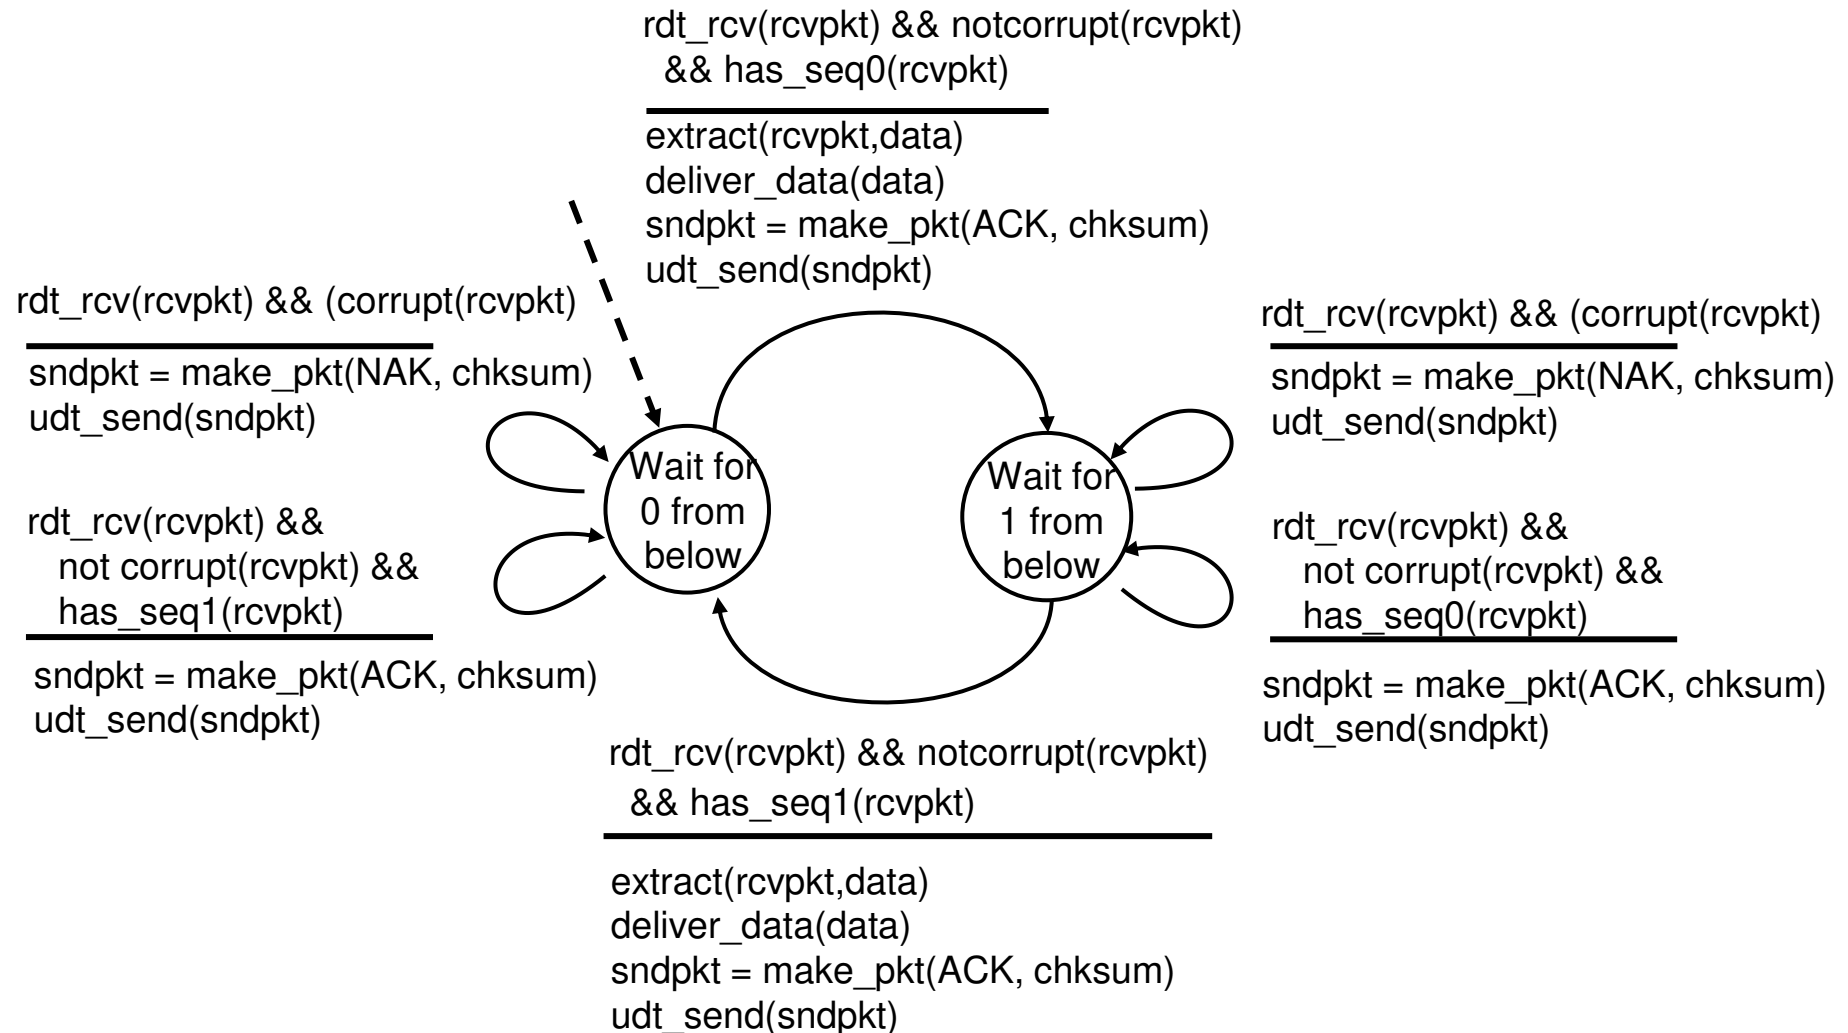 rdt_rcv(rcvpkt) && notcorrupt(rcvpkt)
&& has_seq0(rcvpkt)
extract(rcvpkt,data)
deliver_data(data)
sndpkt = make_pkt(ACK, chksum)
udt_send(sndpkt)
rdt_rcv(rcvpkt) && (corrupt(rcvpkt)
sndpkt = make_pkt(NAK, chksum)
udt_send(sndpkt)
rdt_rcv(rcvpkt) &&
not corrupt(rcvpkt) &&
has_seq1(rcvpkt)
sndpkt = make_pkt(ACK, chksum)
udt_send(sndpkt)
Wait for
0 from
below
Wait for
1 from
below
rdt_rcv(rcvpkt) && (corrupt(rcvpkt)
sndpkt = make_pkt(NAK, chksum)
udt_send(sndpkt)
rdt_rcv(rcvpkt) &&
not corrupt(rcvpkt) &&
has_seq0(rcvpkt)
sndpkt = make_pkt(ACK, chksum)
udt_send(sndpkt)
rdt_rcv(rcvpkt) && notcorrupt(rcvpkt)
&& has_seq1(rcvpkt)
extract(rcvpkt,data)
deliver_data(data)
sndpkt = make_pkt(ACK, chksum)
udt_send(sndpkt)